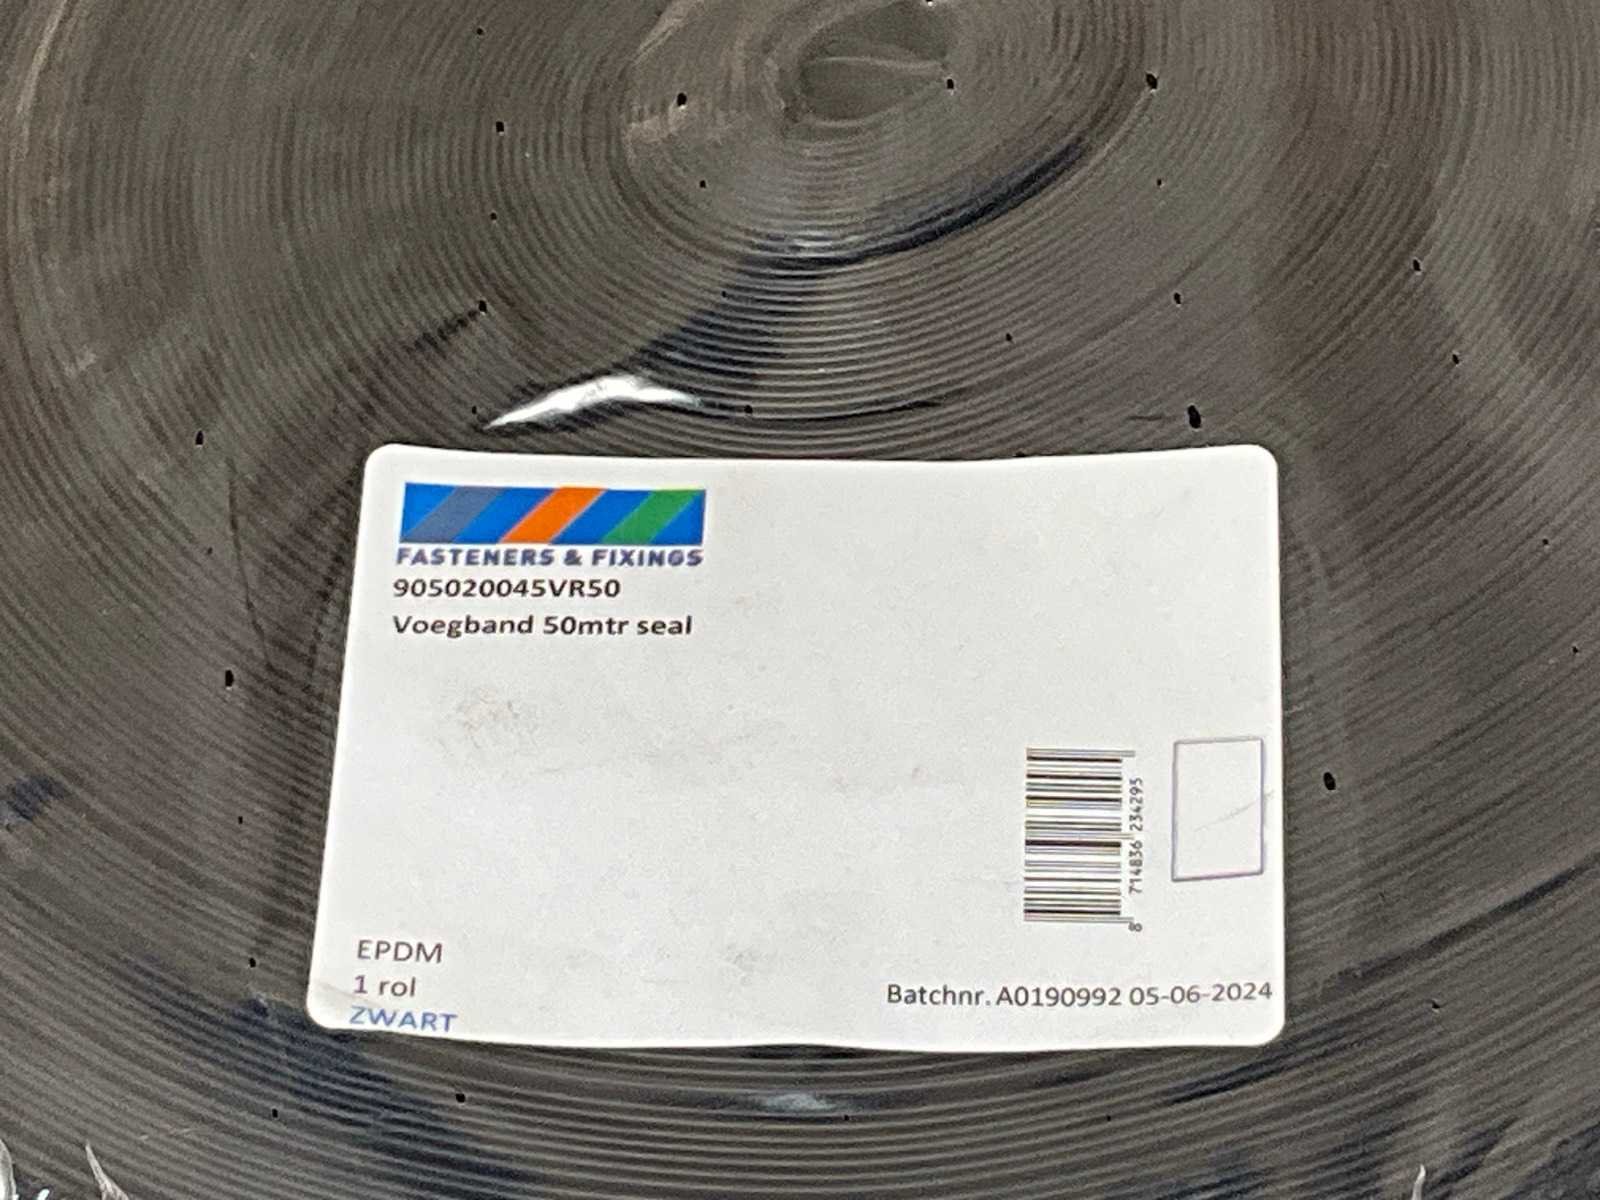 FASTENERS & FIXINGS
905020045VR50
Voegband 50mtr seal
8 714836 234295
EPDM
1 rol
ZWART
Batchnr. A0190992 05-06-2024